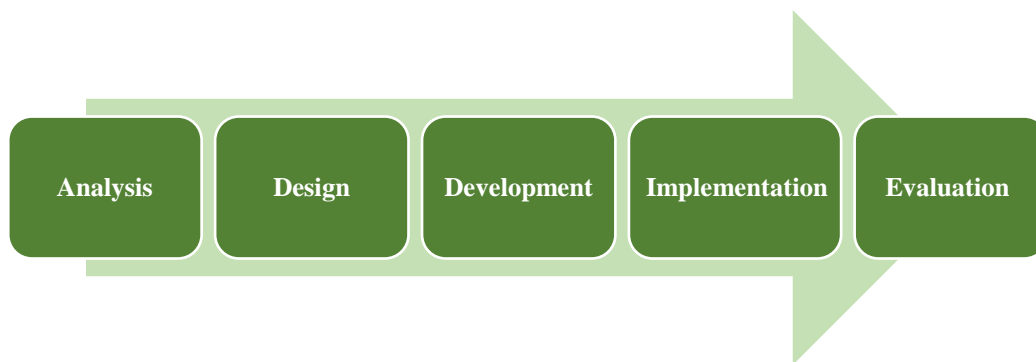 Analysis
Design
Development
Implementation
Evaluation